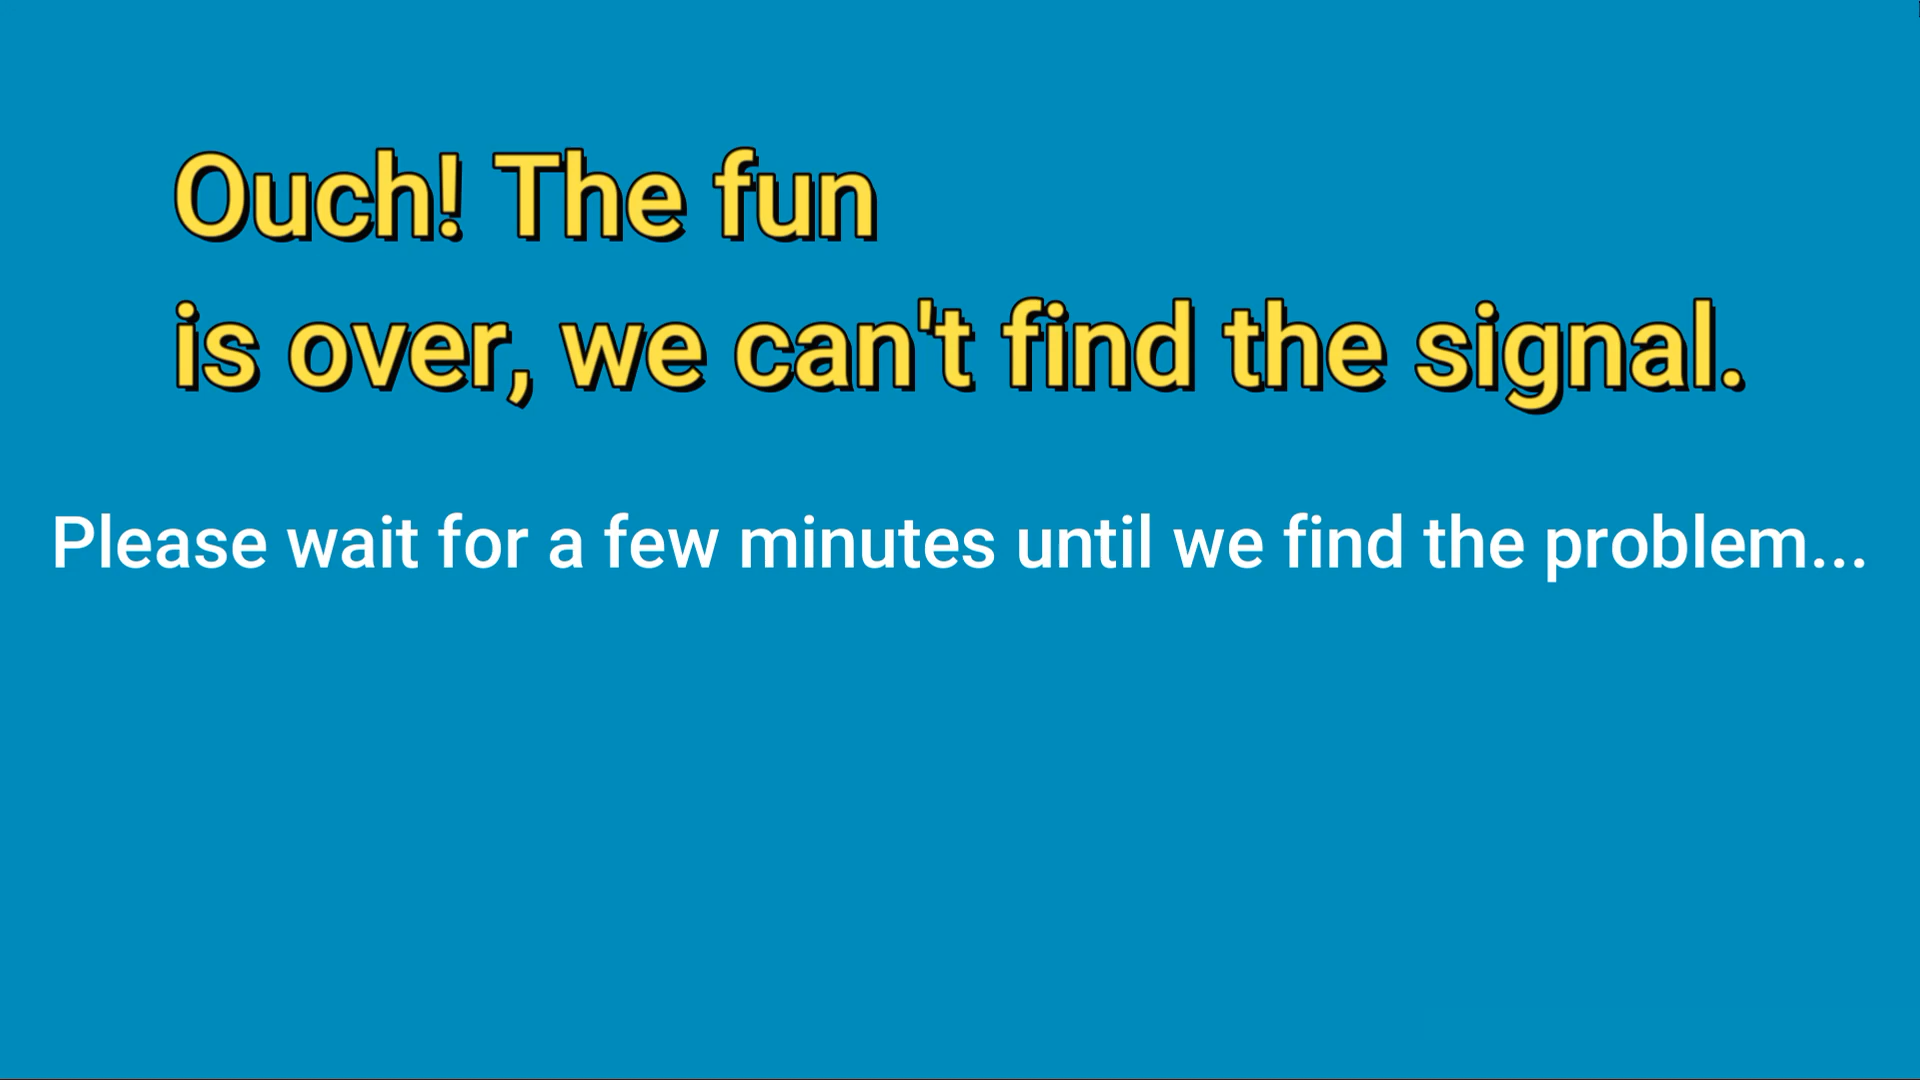 Ouch! The fun
is over, we can't find the signal.
Please wait for a few minutes until we find the problem...